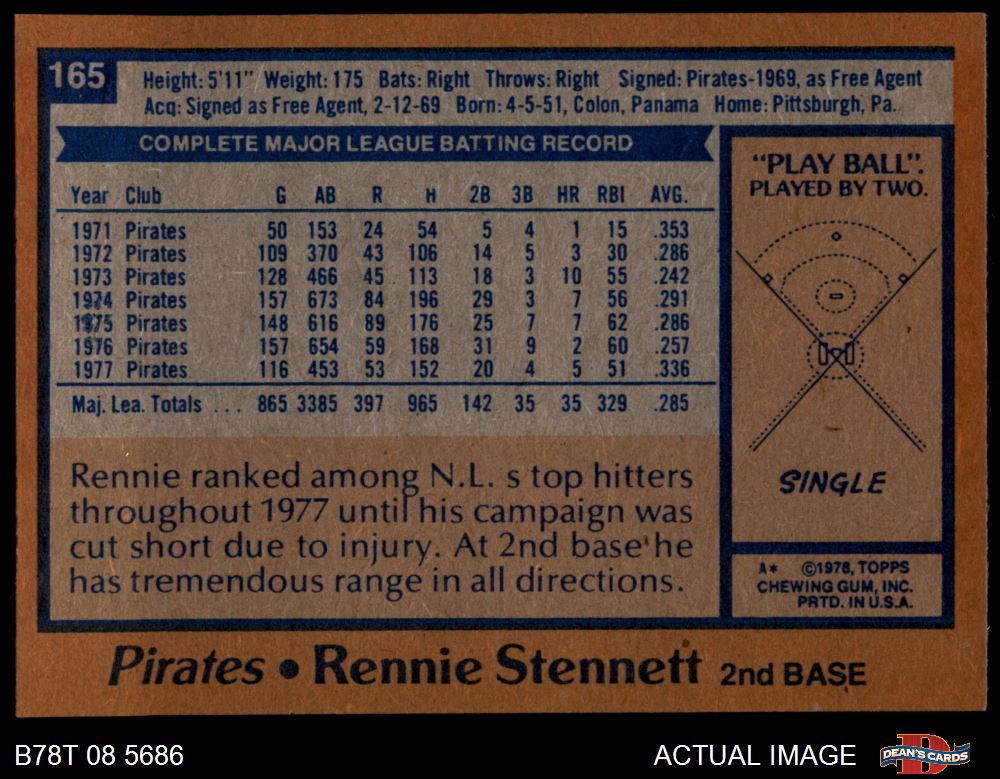 165
Height: 5'11" Weight: 175 Bats: Right Throws: Right Signed: Pirates-1969, as Free Agent
Acq: Signed as Free Agent, 2-12-69 Born: 4-5-51, Colon, Panama Home: Pittsburgh, Pa.
COMPLETE MAJOR LEAGUE BATTING RECORD
Year Club G AB R H 2B 3B HR RBI AVG.
1971 Pirates 50 153 24 54 5 4 1 15 .353
1972 Pirates 109 370 43 106 14 5 3 30 .286
1973 Pirates 128 466 45 113 18 3 10 55 .242
1974 Pirates 157 673 84 196 29 3 7 56 .291
1975 Pirates 148 616 89 176 25 7 7 62 .286
1976 Pirates 157 654 59 168 31 9 2 60 .257
1977 Pirates 116 453 53 152 20 4 5 51 .336
Maj. Lea. Totals ... 865 3385 397 965 142 35 35 329 .285
Rennie ranked among N.L. s top hitters
throughout 1977 until his campaign was
cut short due to injury. At 2nd base he
has tremendous range in all directions.
"PLAY BALL".
PLAYED BY TWO.
SINGLE
A* ©1978, TOPPS
CHEWING GUM, INC.
PRTD. IN U.S.A.
Pirates • Rennie Stennett 2nd BASE
B78T 08 5686
ACTUAL IMAGE
D
DEAN'S CARDS